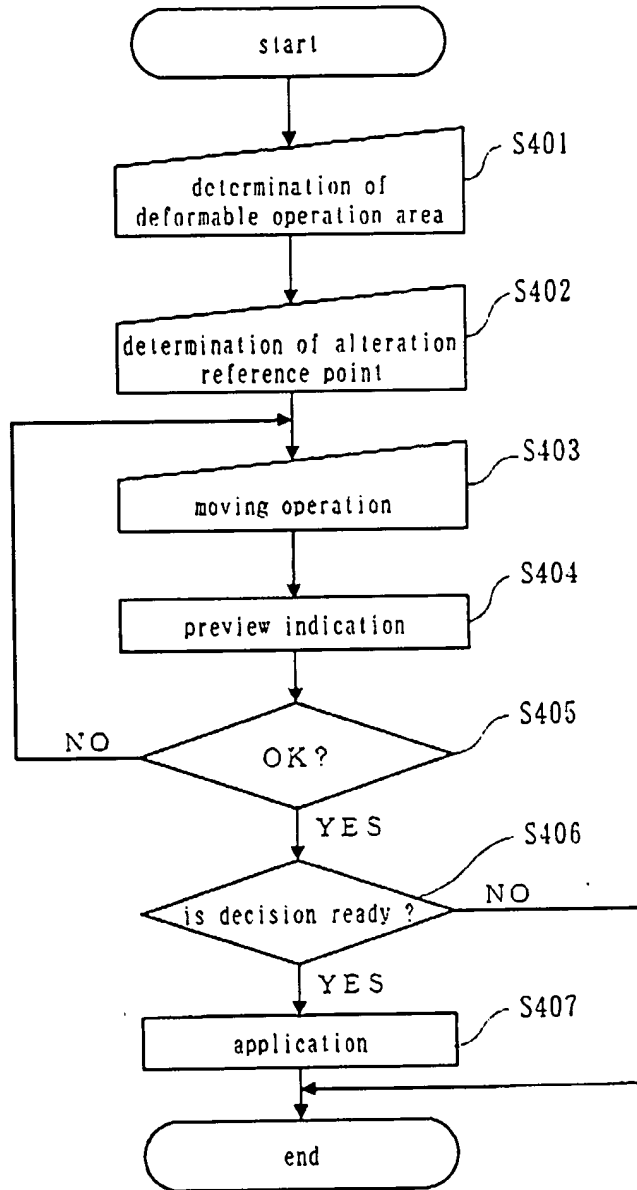 start
S401
determination of
deformable operation area
S402
determination of alteration
reference point
S403
moving operation
S404
preview indication
S405
OK?
NO
YES
S406
is decision ready ?
NO
YES
S407
application
end